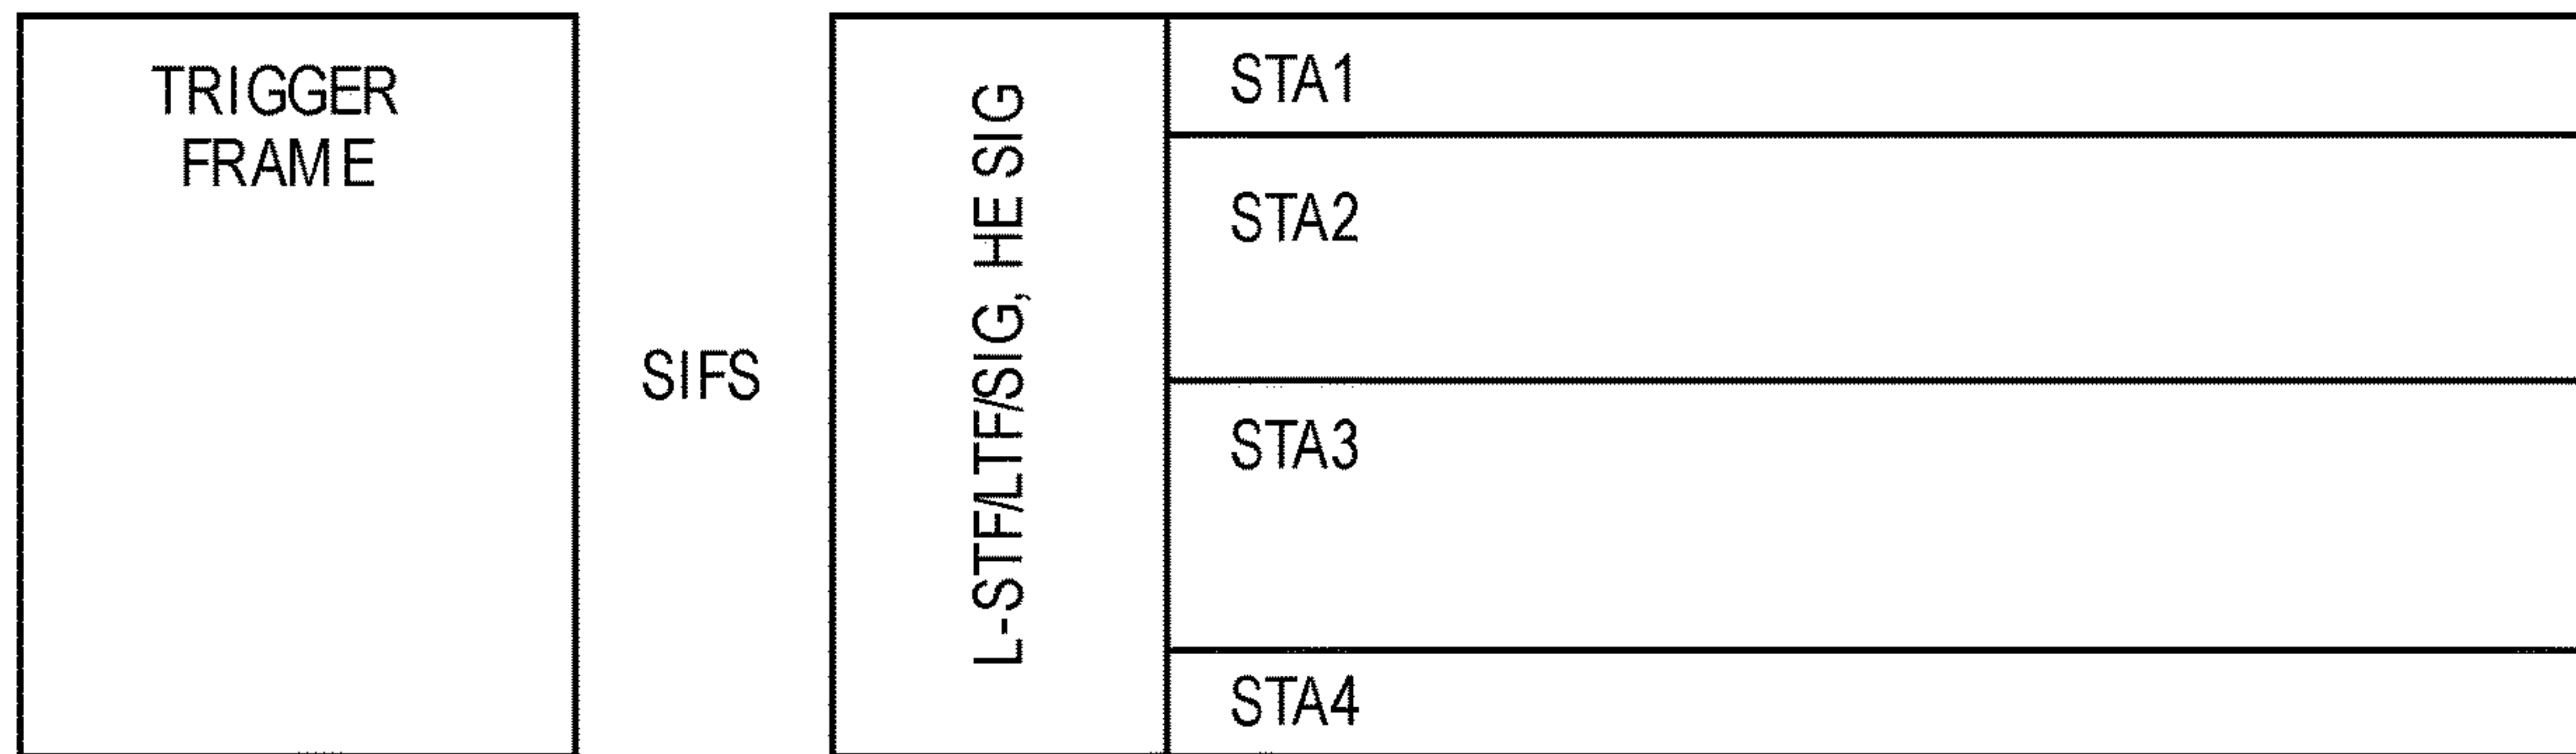 TRIGGER
FRAME
SIFS
L-STF/LTF/SIG, HE SIG
STA1
STA2
STA3
STA4